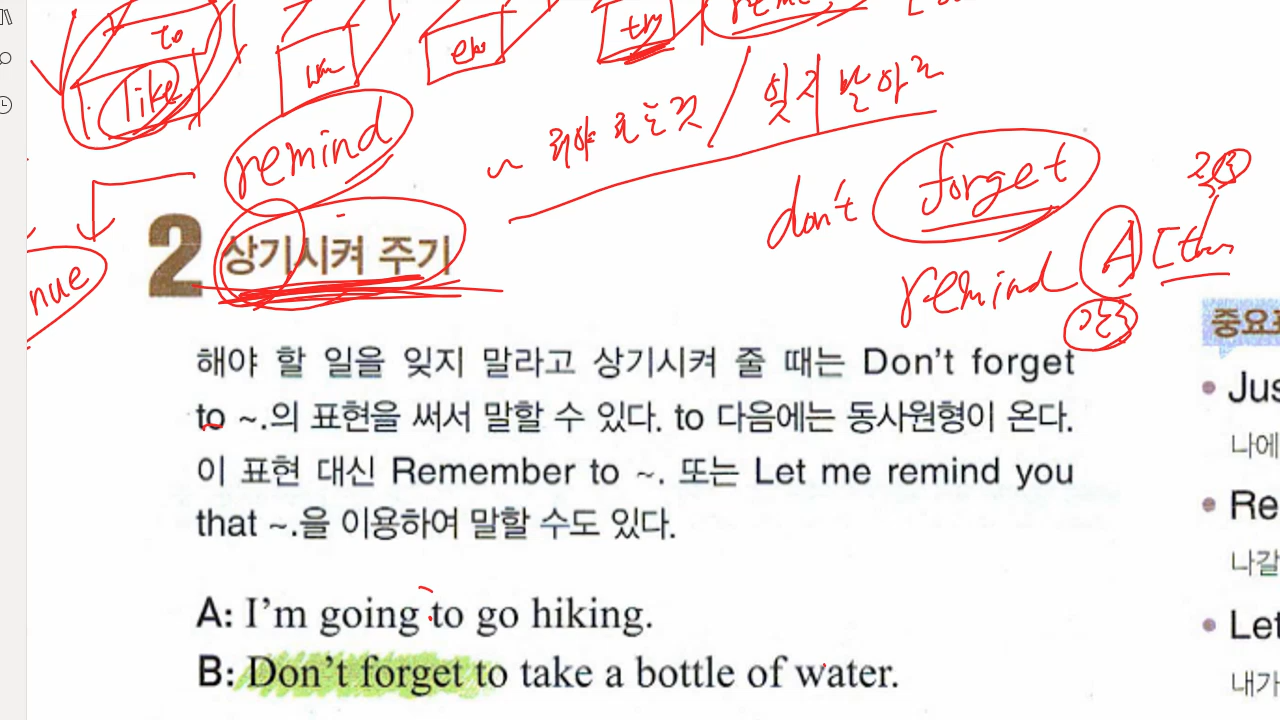 to
like
try
remind
잊지 말아라
don't forget
remind A [that
nue
2 상기시켜 주기
해야 할 일을 잊지 말라고 상기시켜 줄 때는 Don't forget
to ~.의 표현을 써서 말할 수 있다. to 다음에는 동사원형이 온다.
이 표현 대신 Remember to ~. 또는 Let me remind you
that ~.을 이용하여 말할 수도 있다.
A: I'm going to go hiking.
B: Don't forget to take a bottle of water.
중요
• Jus
나에
• Re
나갈
• Let
내가